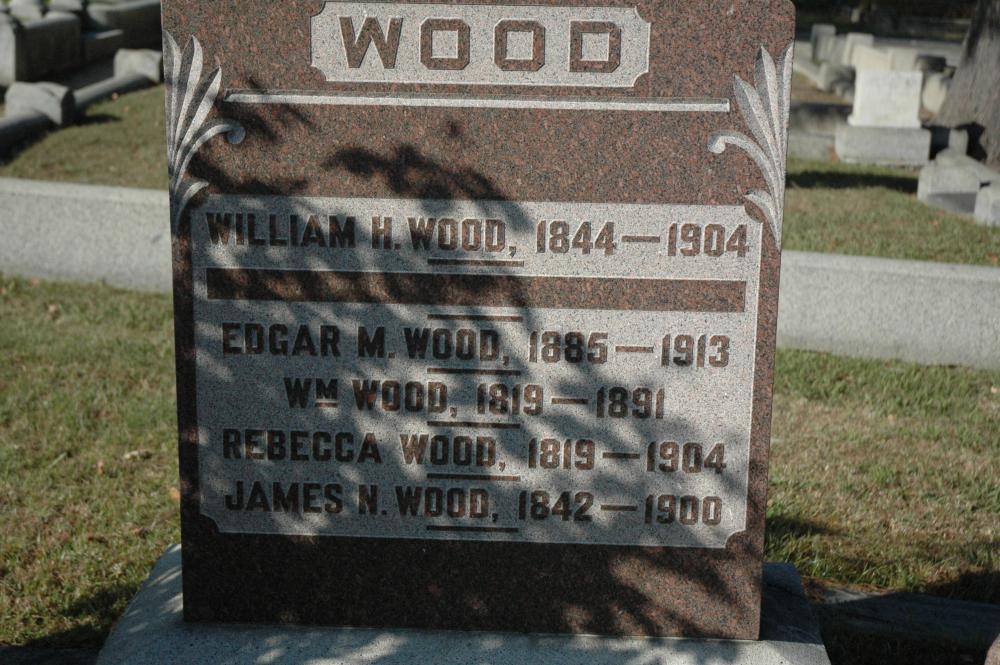 WOOD
WILLIAM H. WOOD, 1844—1904
EDGAR M. WOOD, 1885—1913
WM WOOD, 1819—1891
REBECCA WOOD, 1819—1904
JAMES N. WOOD, 1842—1900